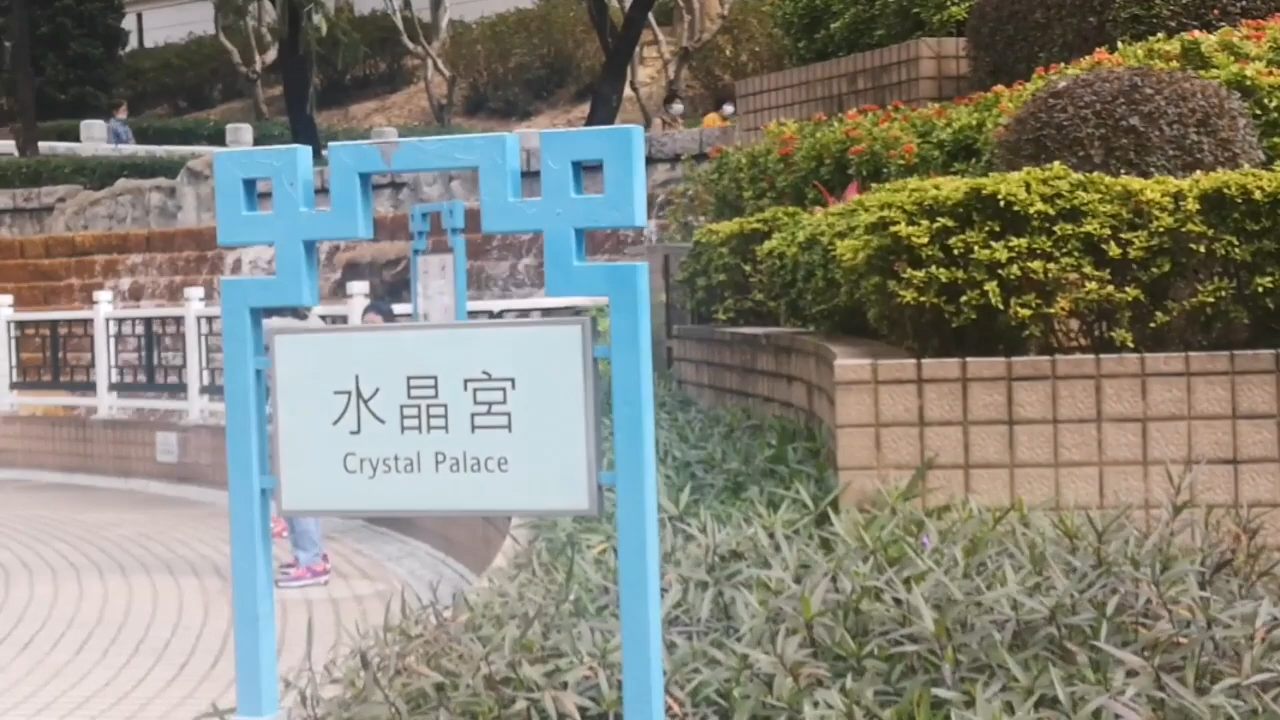 水晶宮
Crystal Palace